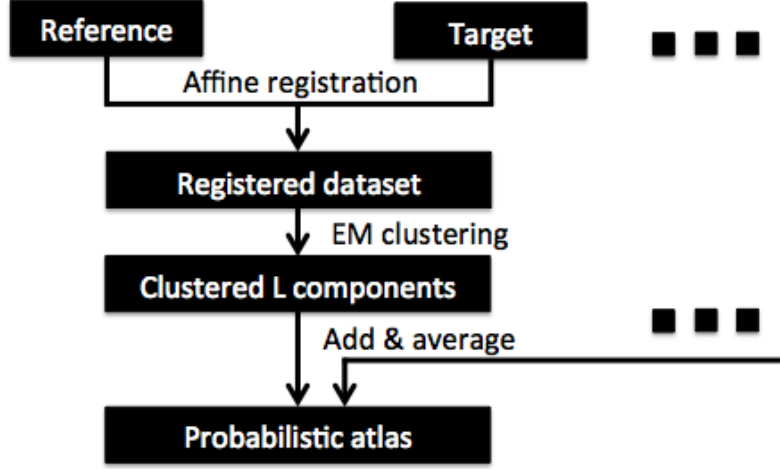 Reference
Target
Affine registration
Registered dataset
EM clustering
Clustered L components
Add & average
Probabilistic atlas